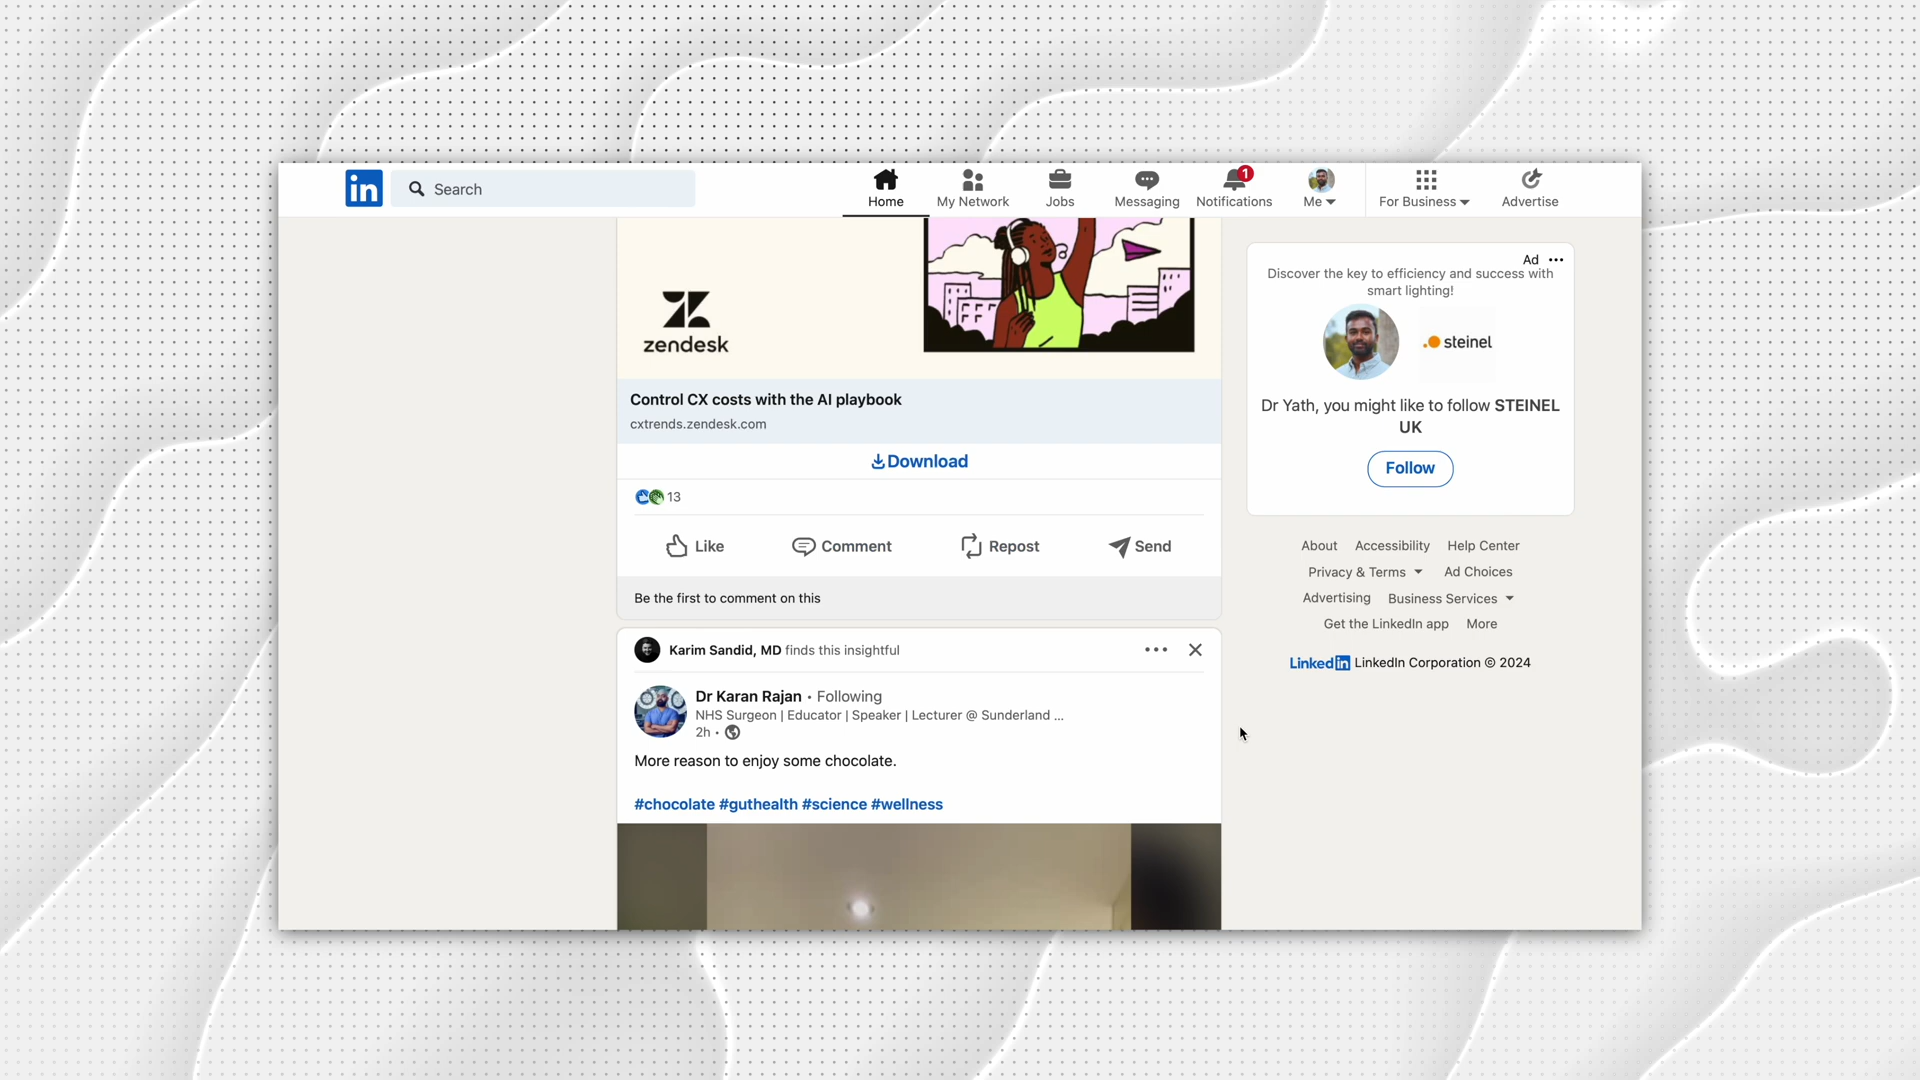 in
Search
Home
My Network
Jobs
Messaging
1
Notifications
Me
For Business
Advertise
zendesk
Control CX costs with the AI playbook
cxtrends.zendesk.com
Download
13
Like
Comment
Repost
Send
Be the first to comment on this
Karim Sandid, MD finds this insightful
Dr Karan Rajan • Following
NHS Surgeon | Educator | Speaker | Lecturer @ Sunderland ...
2h •
More reason to enjoy some chocolate.
#chocolate #guthealth #science #wellness
Ad
Discover the key to efficiency and success with
smart lighting!
steinel
Dr Yath, you might like to follow STEINEL
UK
Follow
About Accessibility Help Center
Privacy & Terms Ad Choices
Advertising Business Services
Get the LinkedIn app More
LinkedIn LinkedIn Corporation © 2024